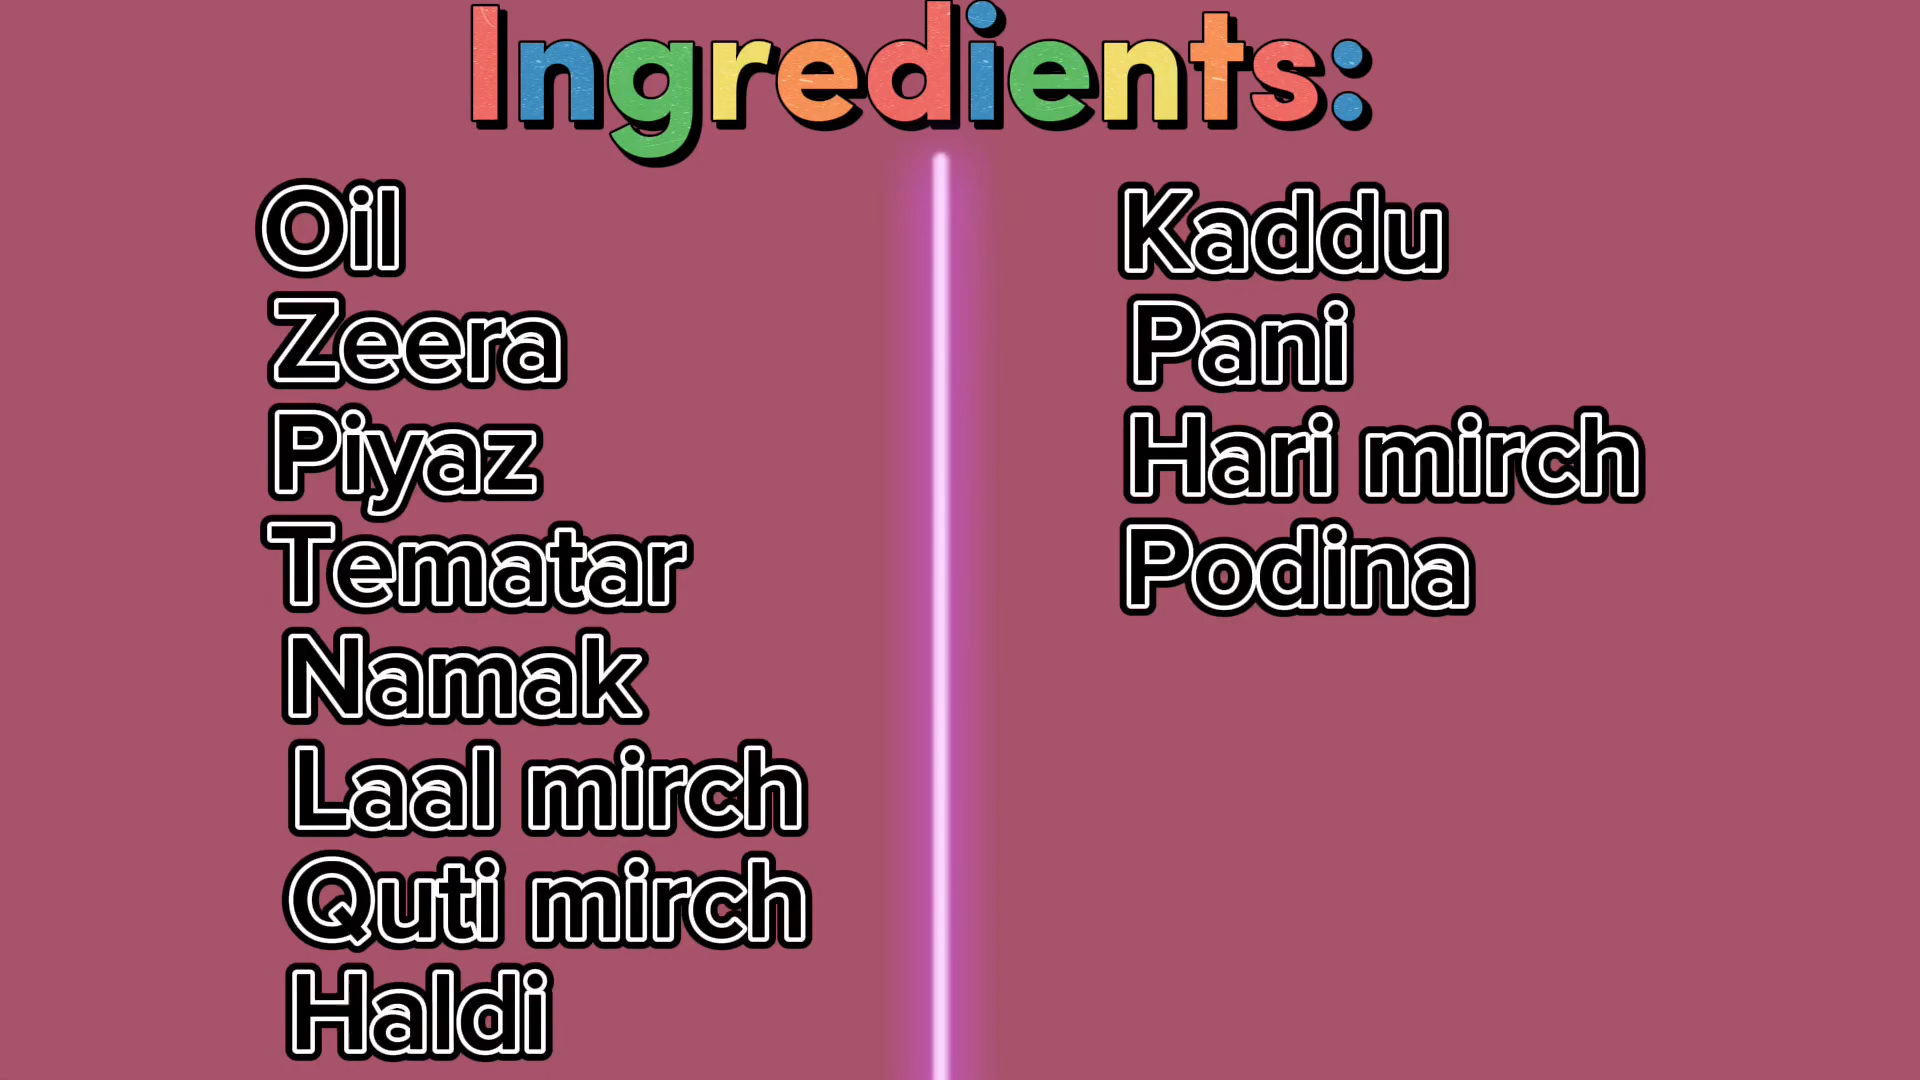 Ingredients:
Oil
Zeera
Piyaz
Tematar
Namak
Laal mirch
Quti mirch
Haldi
Kaddu
Pani
Hari mirch
Podina